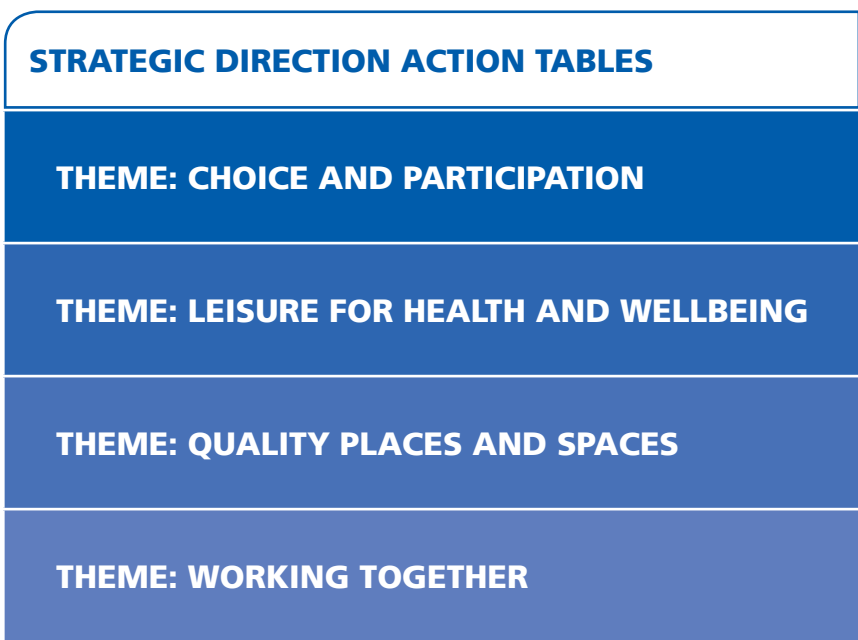 STRATEGIC DIRECTION ACTION TABLES
THEME: CHOICE AND PARTICIPATION
THEME: LEISURE FOR HEALTH AND WELLBEING
THEME: QUALITY PLACES AND SPACES
THEME: WORKING TOGETHER